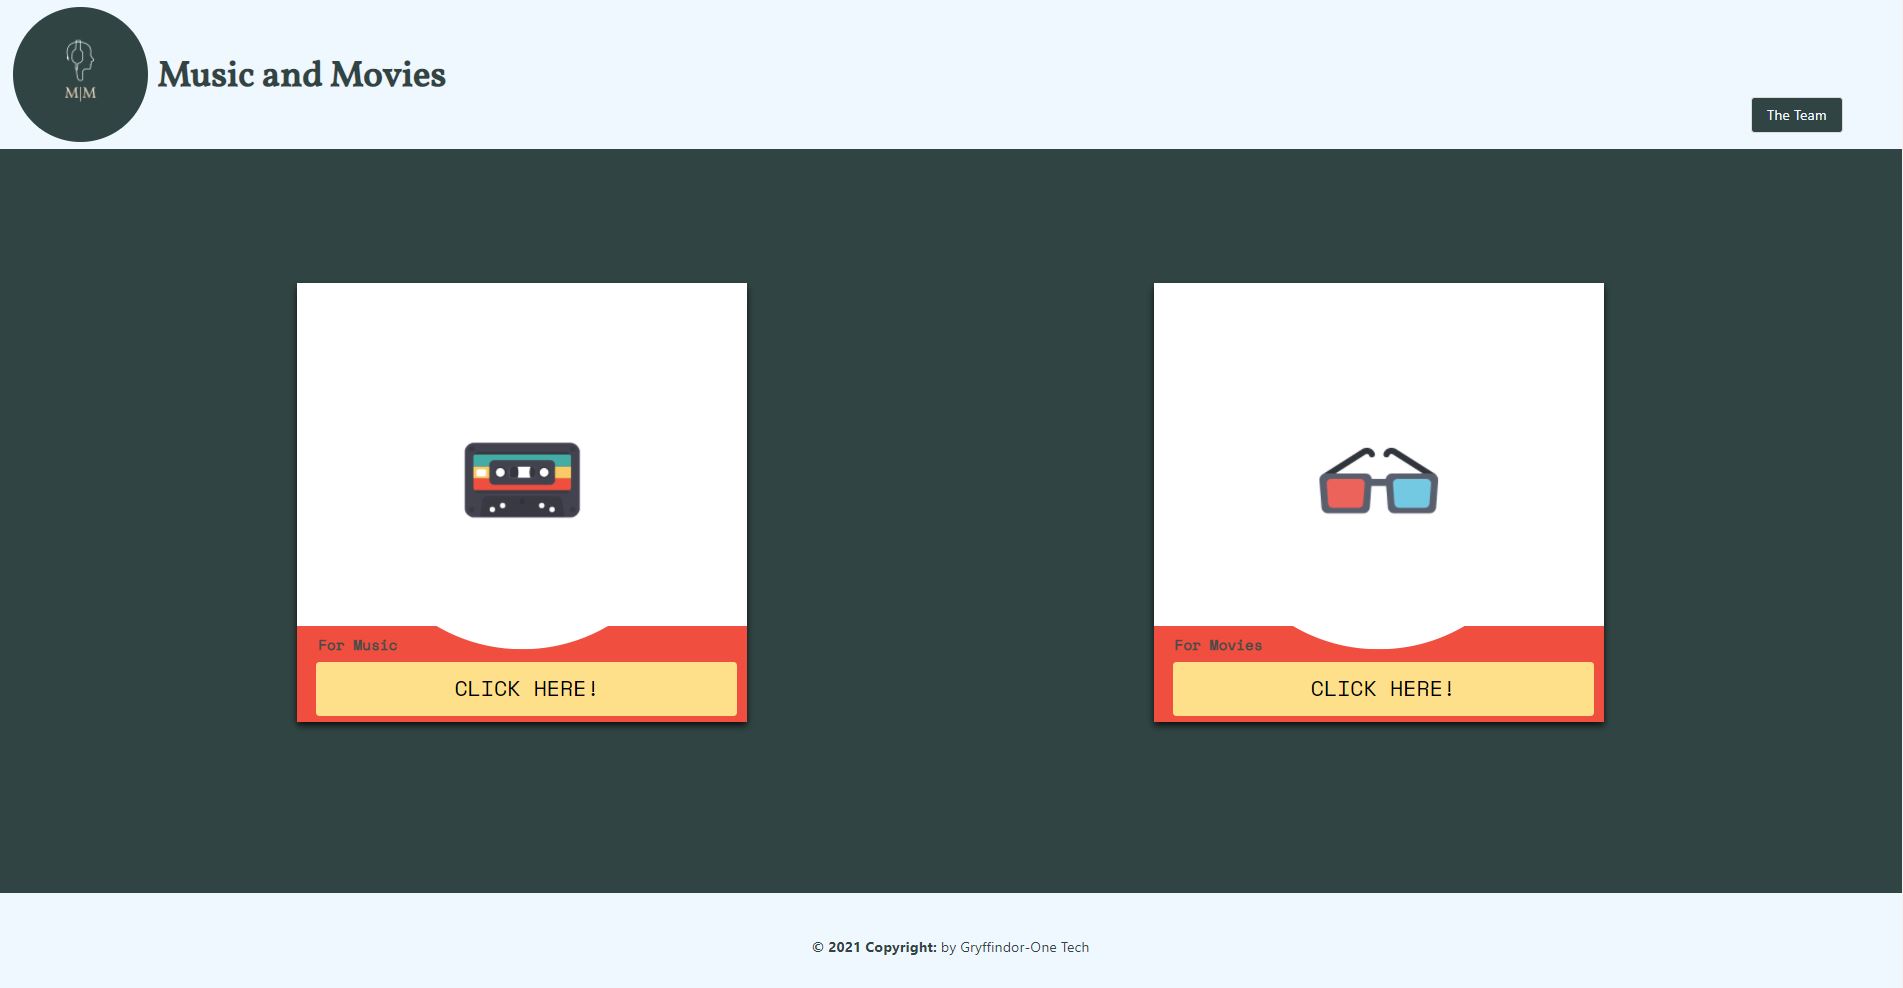 M|M
Music and Movies
The Team
For Music
CLICK HERE!
For Movies
CLICK HERE!
© 2021 Copyright: by Gryffindor-One Tech